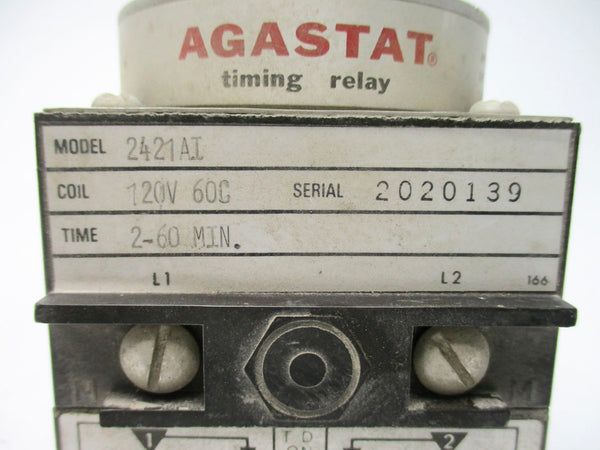 AGASTAT®
timing relay
MODEL 2421AI
COIL 120V 60C SERIAL 2020139
TIME 2-60 MIN.
L1 L2 166
M M
1 T D 2
ON